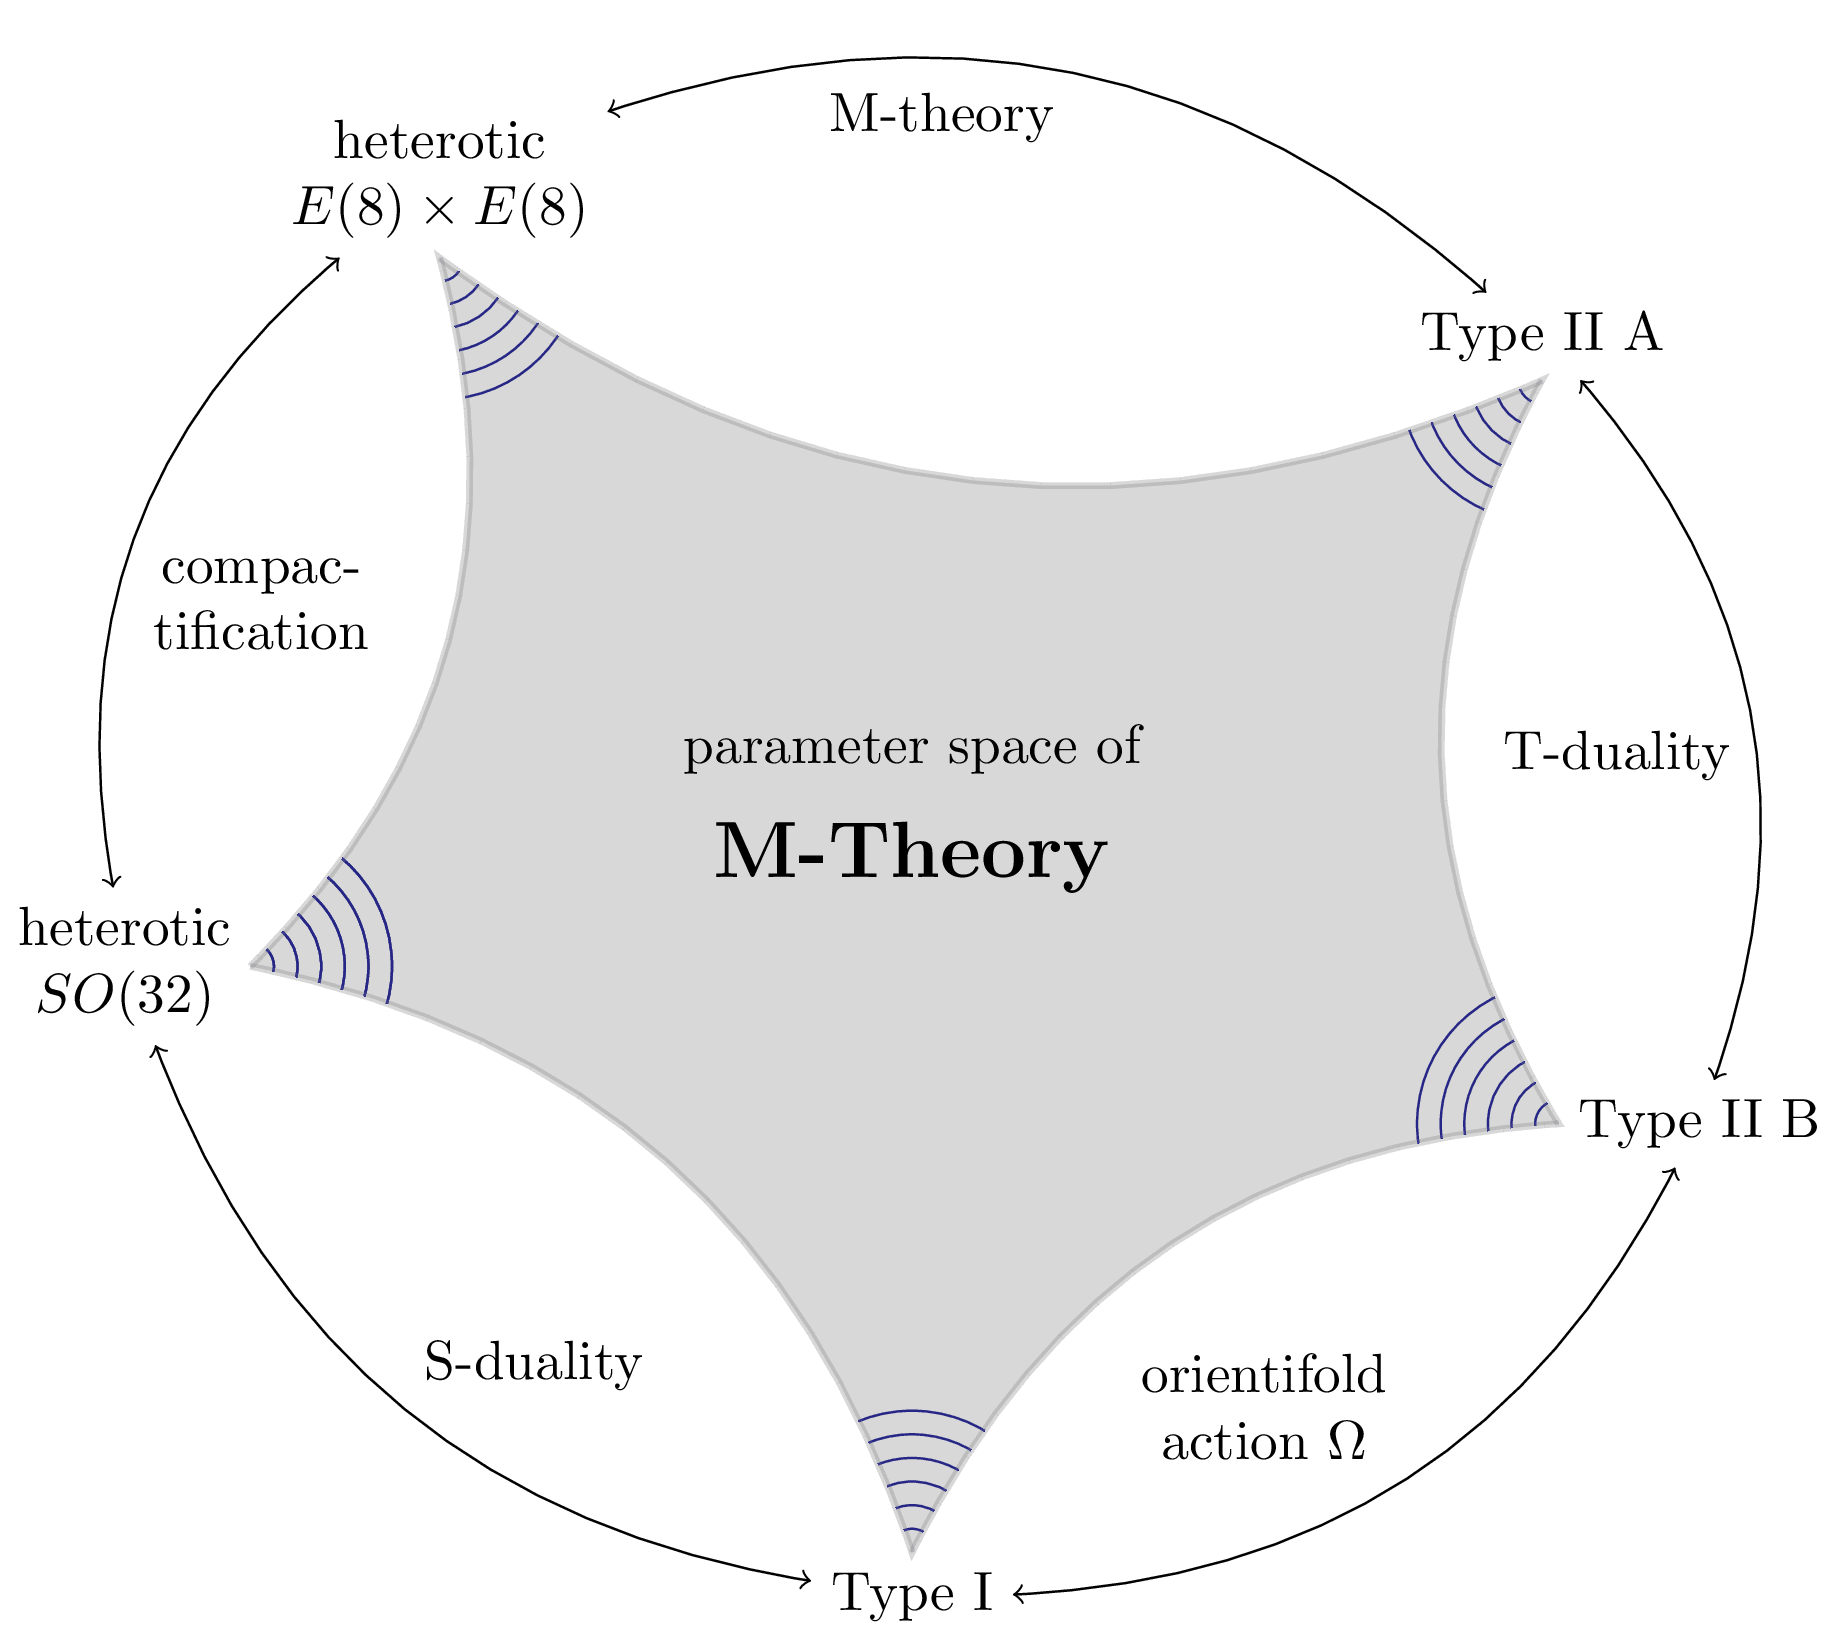 M-theory
heterotic
E(8) × E(8)
Type II A
compac-
tification
parameter space of
M-Theory
T-duality
heterotic
SO(32)
Type II B
S-duality
orientifold
action Ω
Type I